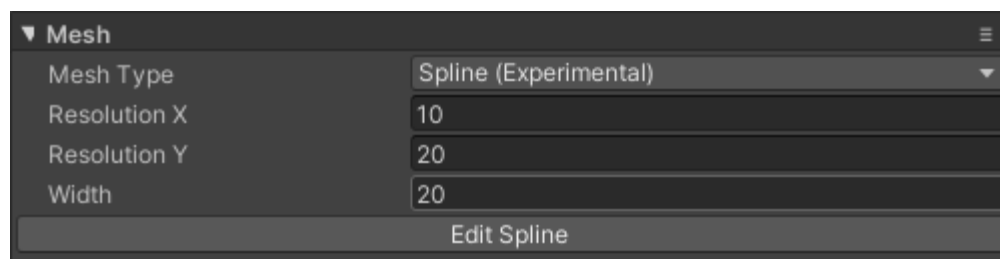 Mesh
Mesh Type Spline (Experimental)
Resolution X 10
Resolution Y 20
Width 20
Edit Spline